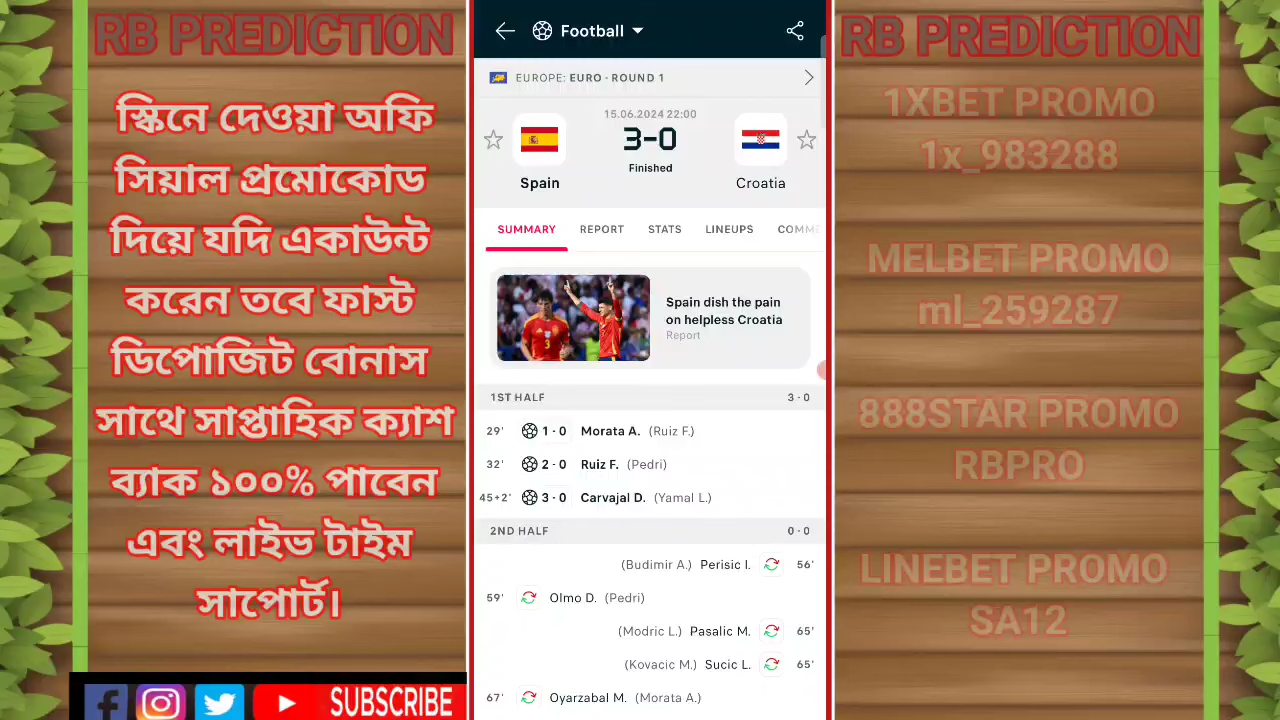 RB PREDICTION
স্কিনে দেওয়া অফি
সিয়াল প্রমোকোড
দিয়ে যদি একাউন্ট
করেন তবে ফাস্ট
ডিপোজিট বোনাস
সাথে সাপ্তাহিক ক্যাশ
ব্যাক ১০০% পাবেন
এবং লাইভ টাইম
সাপোর্ট।
SUBSCRIBE
Football
EUROPE: EURO - ROUND 1
15.06.2024 22:00
3-0
Finished
Spain
Croatia
SUMMARY REPORT STATS LINEUPS COMME
Spain dish the pain
on helpless Croatia
Report
1ST HALF 3 - 0
29' 1 - 0 Morata A. (Ruiz F.)
32' 2 - 0 Ruiz F. (Pedri)
45+2' 3 - 0 Carvajal D. (Yamal L.)
2ND HALF 0 - 0
(Budimir A.) Perisic I. 56'
59' Olmo D. (Pedri)
(Modric L.) Pasalic M. 65'
(Kovacic M.) Sucic L. 65'
67' Oyarzabal M. (Morata A.)
RB PREDICTION
1XBET PROMO
1x_983288
MELBET PROMO
ml_259287
888STAR PROMO
RBPRO
LINEBET PROMO
SA12